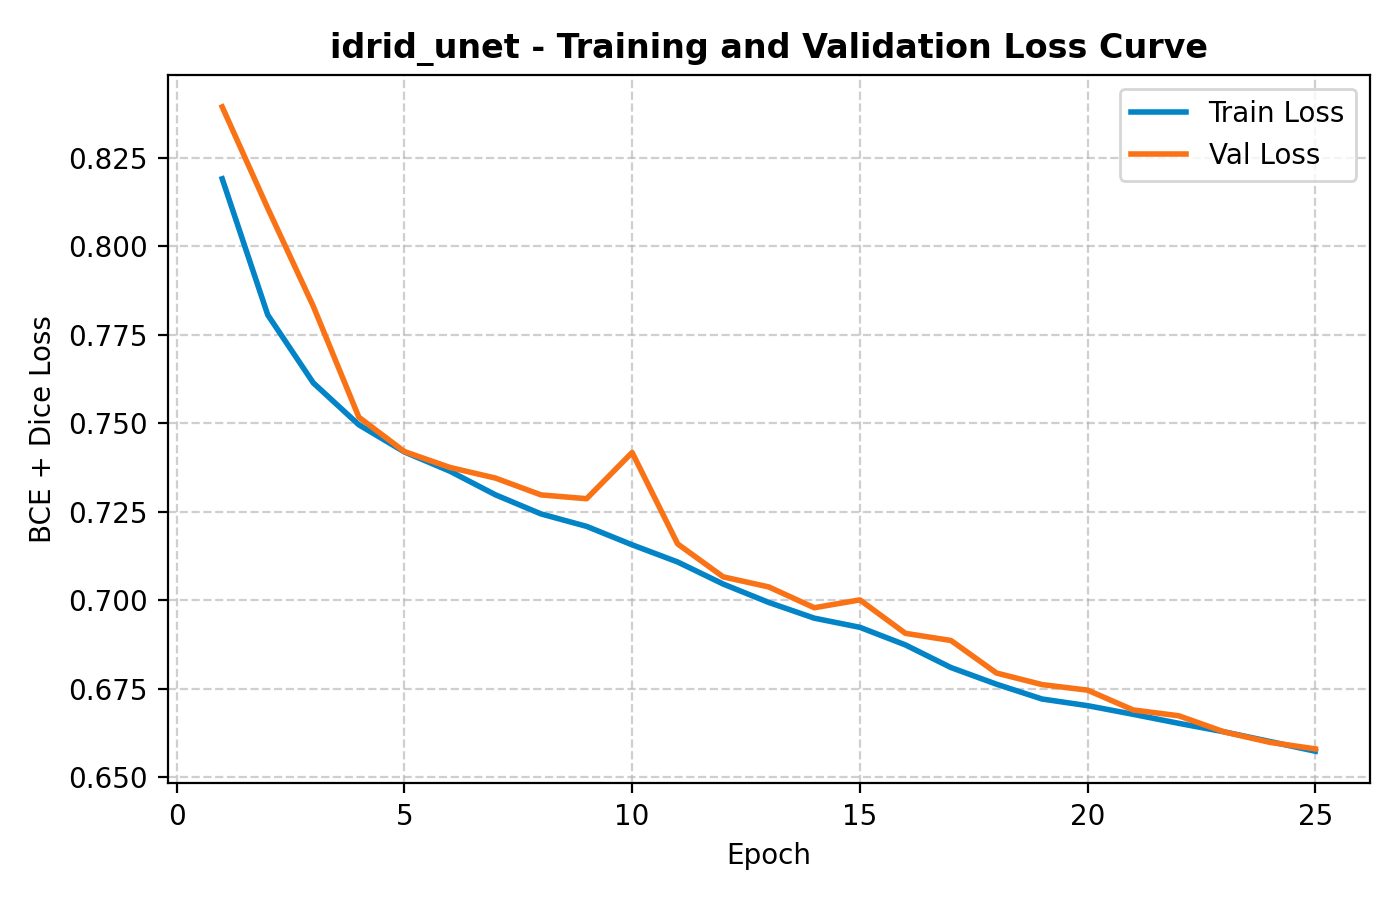 idrid_unet - Training and Validation Loss Curve
Train Loss
Val Loss
BCE + Dice Loss
0.825
0.800
0.775
0.750
0.725
0.700
0.675
0.650
0 5 10 15 20 25
Epoch